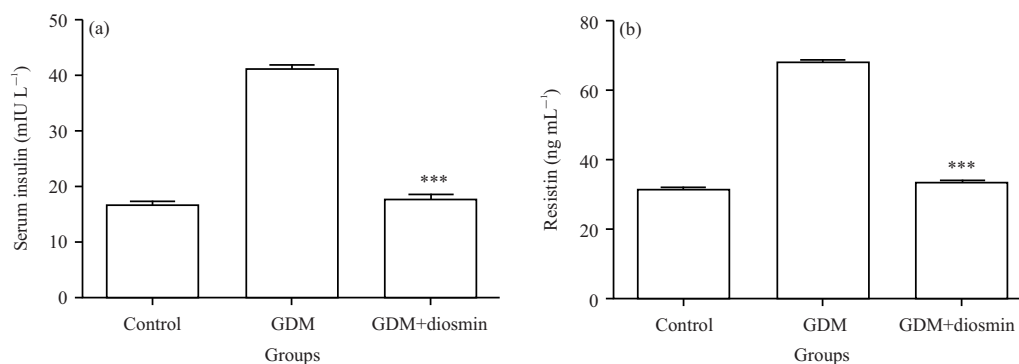 (a)
Serum insulin (mIU L⁻¹)
50
40
30
20
10
0
***
Control GDM GDM+diosmin
Groups
(b)
Resistin (ng mL⁻¹)
80
60
40
20
0
***
Control GDM GDM+diosmin
Groups